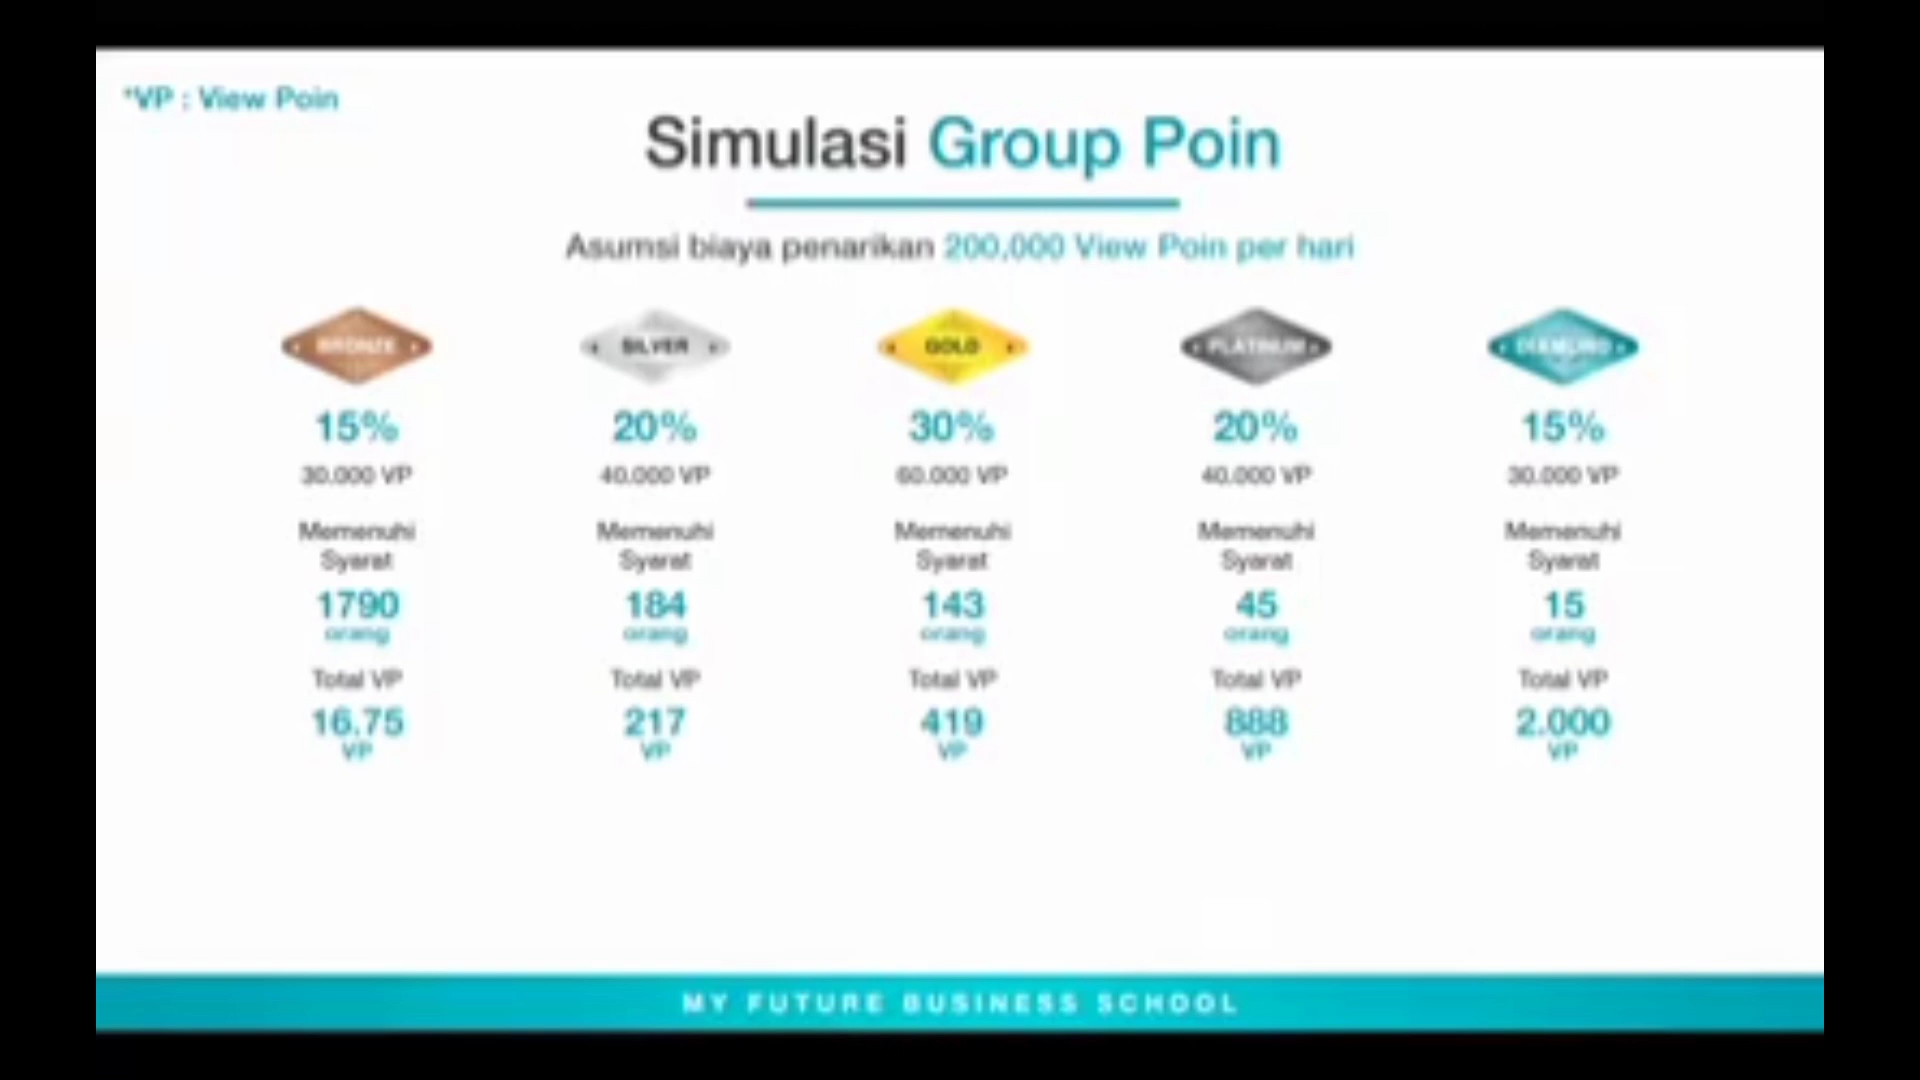 *VP : View Poin
Simulasi Group Poin
Asumsi biaya penarikan 200,000 View Poin per hari
BRONZE
15%
30.000 VP
Memenuhi
Syarat
1790
orang
Total VP
16.75
VP
SILVER
20%
40.000 VP
Memenuhi
Syarat
184
orang
Total VP
217
VP
GOLD
30%
60.000 VP
Memenuhi
Syarat
143
orang
Total VP
419
VP
PLATINUM
20%
40.000 VP
Memenuhi
Syarat
45
orang
Total VP
888
VP
DIAMOND
15%
30.000 VP
Memenuhi
Syarat
15
orang
Total VP
2.000
VP
MY FUTURE BUSINESS SCHOOL